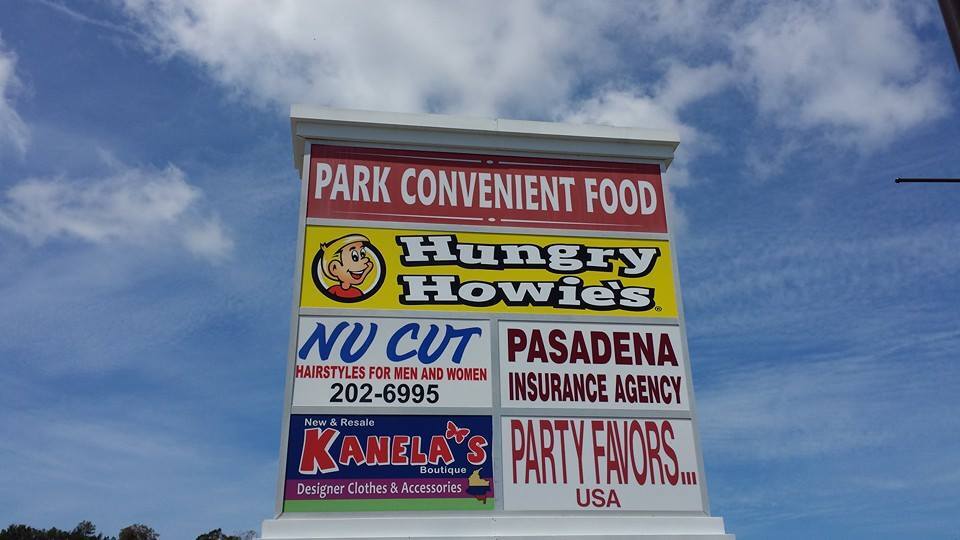 PARK CONVENIENT FOOD
Hungry
Howie's®
NU CUT
HAIRSTYLES FOR MEN AND WOMEN
202-6995
PASADENA
INSURANCE AGENCY
New & Resale
KANELA'S
Boutique
Designer Clothes & Accessories
PARTY FAVORS...
USA